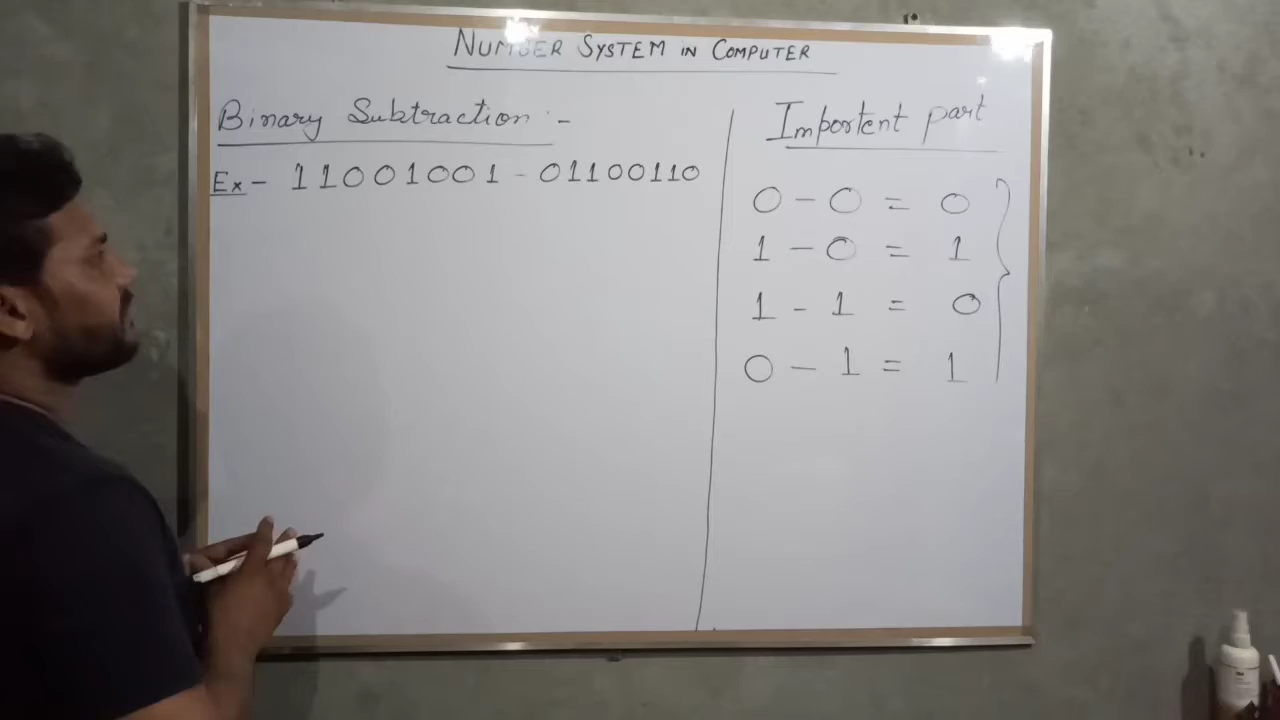 NUMBER SYSTEM IN COMPUTER
Binary Subtraction :-
Ex - 11001001 - 01100110
Importent part
0 - 0 = 0
1 - 0 = 1
1 - 1 = 0
0 - 1 = 1